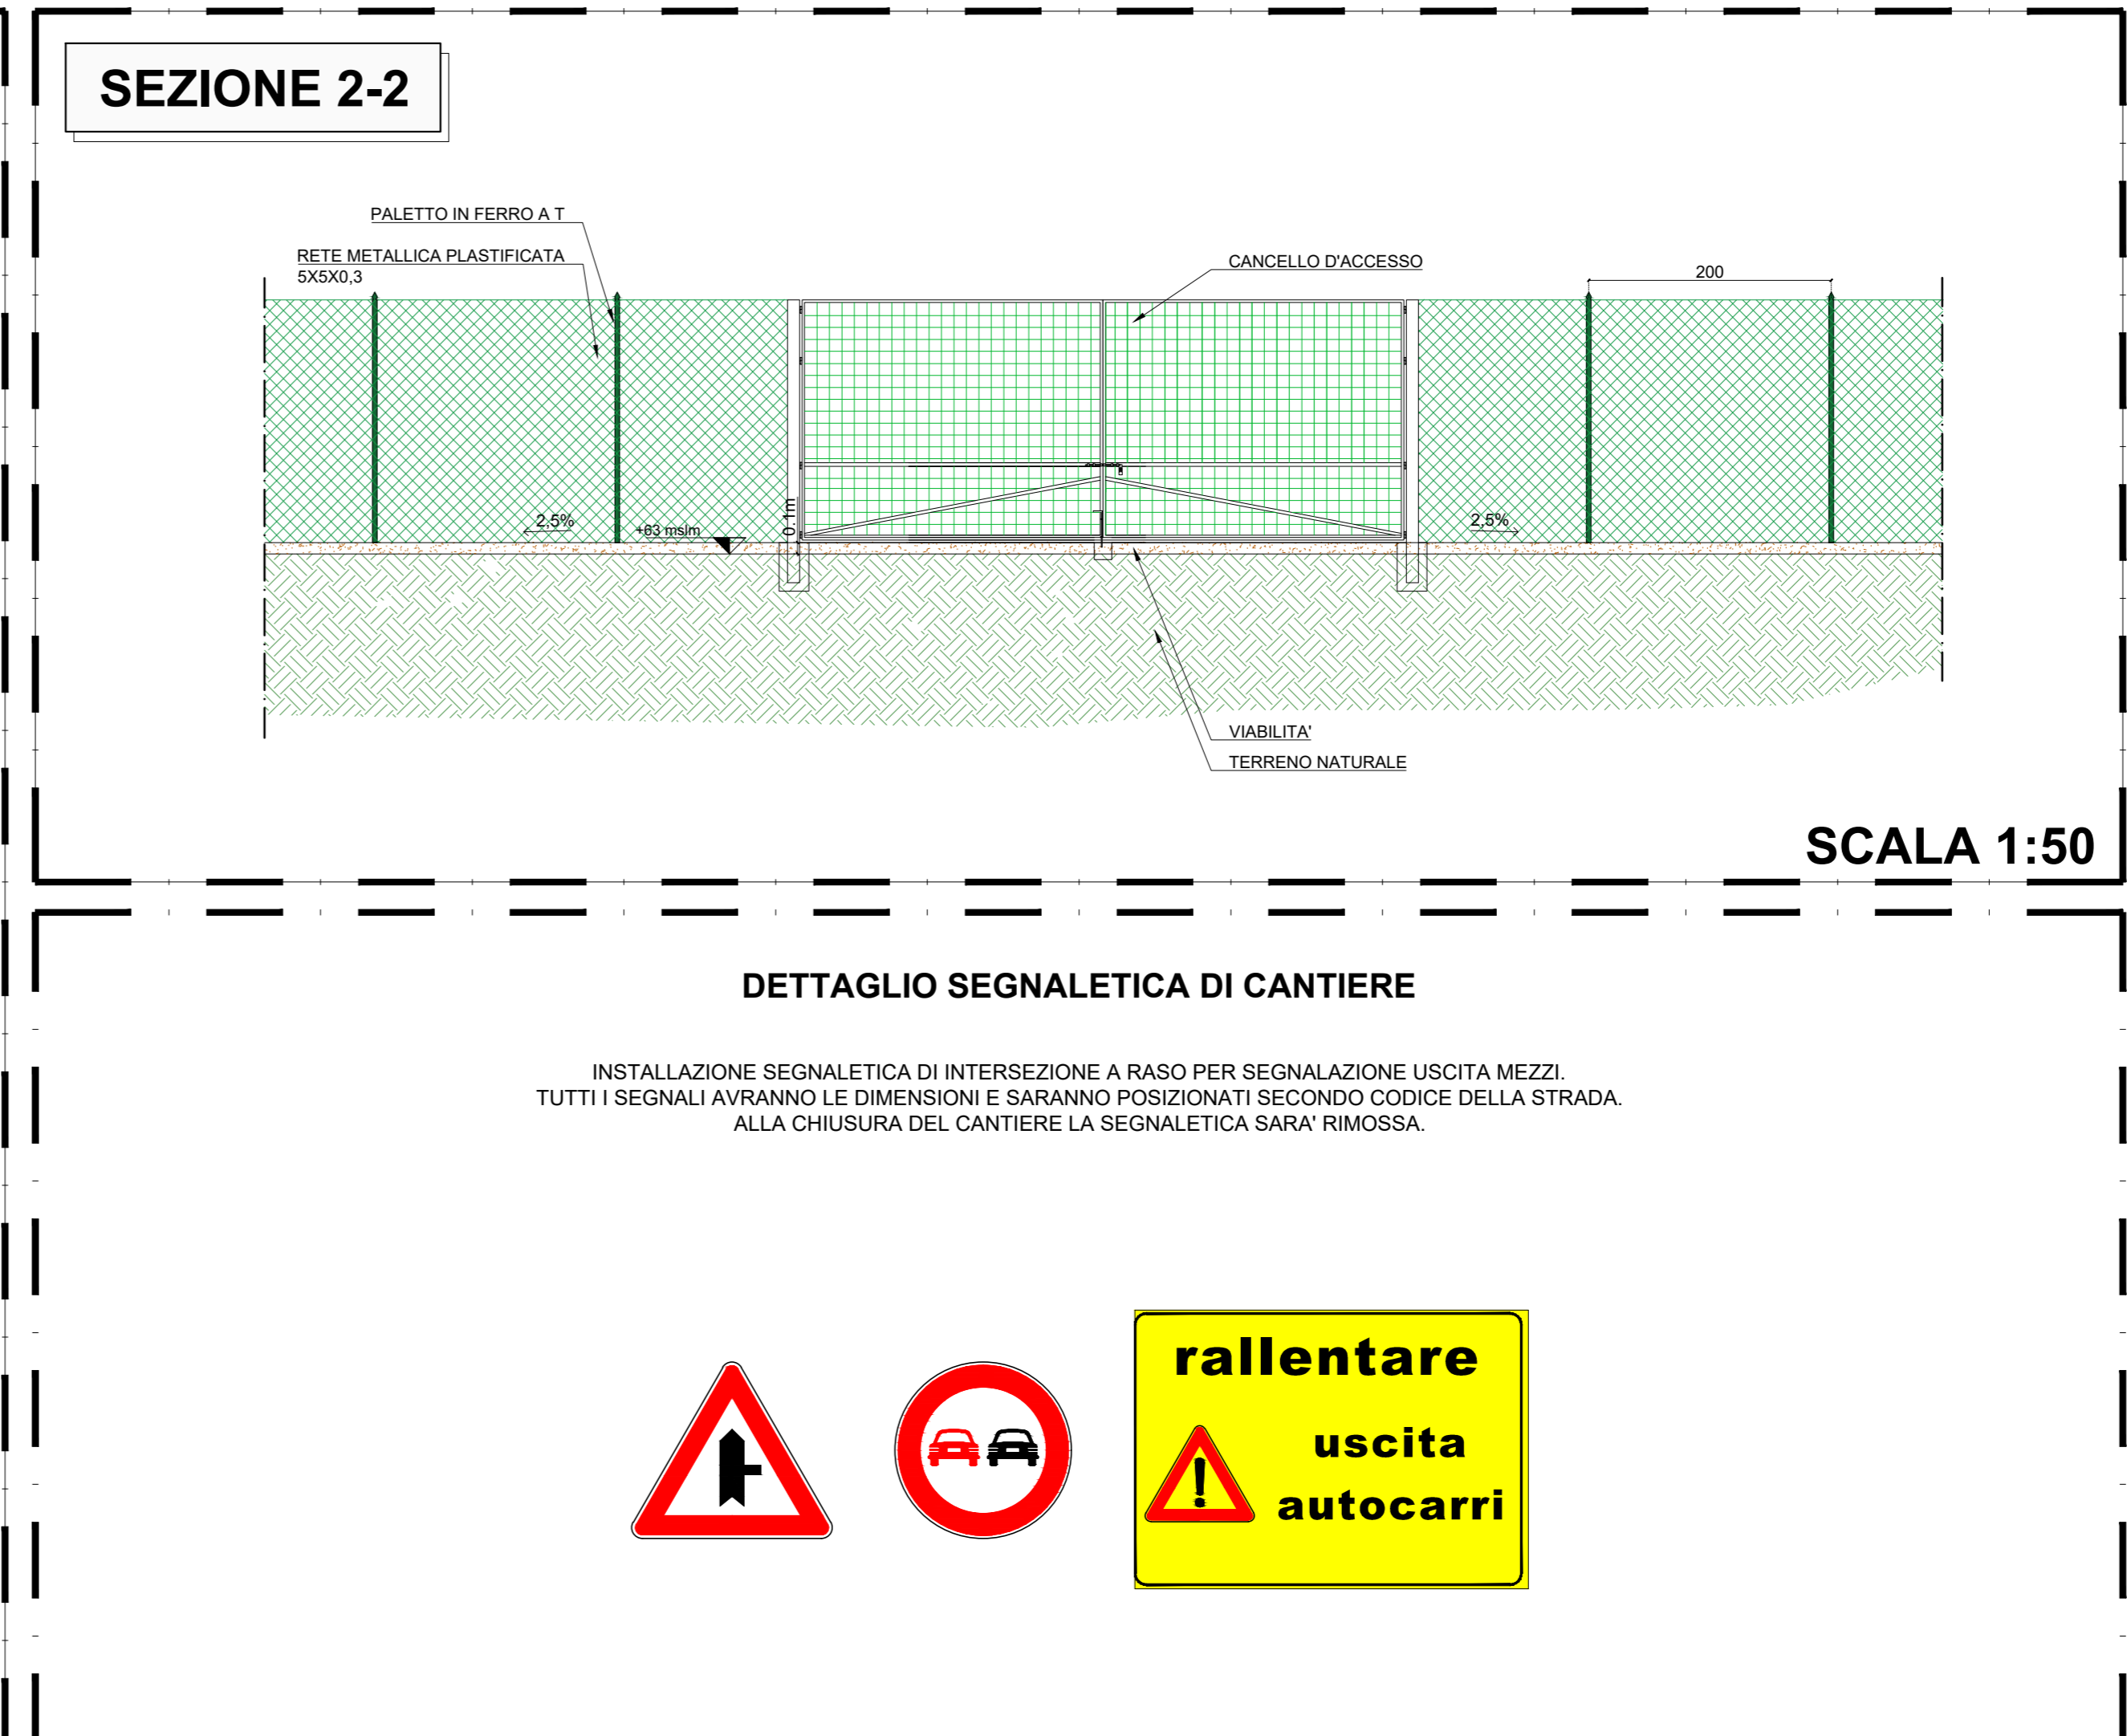 SEZIONE 2-2
PALETTO IN FERRO A T
RETE METALLICA PLASTIFICATA
5X5X0,3
CANCELLO D'ACCESSO
200
2,5%
+63 mslm
0.1m
2,5%
VIABILITA'
TERRENO NATURALE
SCALA 1:50
DETTAGLIO SEGNALETICA DI CANTIERE
INSTALLAZIONE SEGNALETICA DI INTERSEZIONE A RASO PER SEGNALAZIONE USCITA MEZZI.
TUTTI I SEGNALI AVRANNO LE DIMENSIONI E SARANNO POSIZIONATI SECONDO CODICE DELLA STRADA.
ALLA CHIUSURA DEL CANTIERE LA SEGNALETICA SARA' RIMOSSA.
rallentare
uscita
autocarri